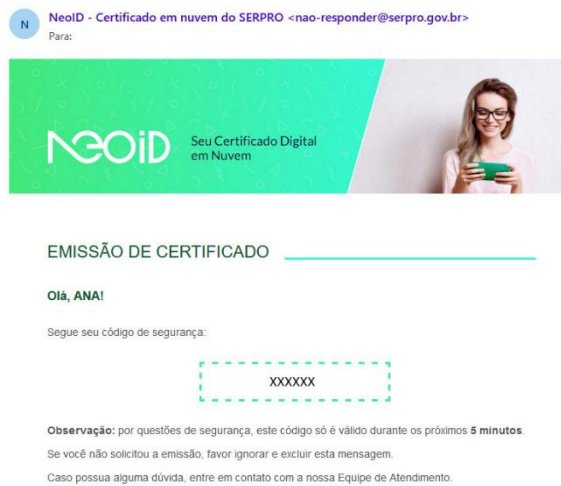 N
NeoID - Certificado em nuvem do SERPRO <nao-responder@serpro.gov.br>
Para:
NEOiD
Seu Certificado Digital
em Nuvem
EMISSÃO DE CERTIFICADO
Olá, ANA!
Segue seu código de segurança:
XXXXXX
Observação: por questões de segurança, este código só é válido durante os próximos 5 minutos.
Se você não solicitou a emissão, favor ignorar e excluir esta mensagem.
Caso possua alguma dúvida, entre em contato com a nossa Equipe de Atendimento.